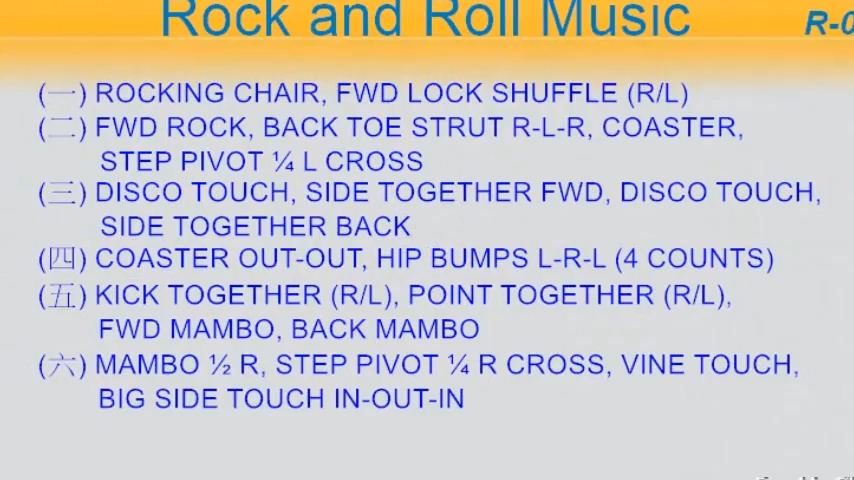 Rock and Roll Music
(一) ROCKING CHAIR, FWD LOCK SHUFFLE (R/L)
(二) FWD ROCK, BACK TOE STRUT R-L-R, COASTER,
STEP PIVOT ¼ L CROSS
(三) DISCO TOUCH, SIDE TOGETHER FWD, DISCO TOUCH,
SIDE TOGETHER BACK
(四) COASTER OUT-OUT, HIP BUMPS L-R-L (4 COUNTS)
(五) KICK TOGETHER (R/L), POINT TOGETHER (R/L),
FWD MAMBO, BACK MAMBO
(六) MAMBO ½ R, STEP PIVOT ¼ R CROSS, VINE TOUCH,
BIG SIDE TOUCH IN-OUT-IN